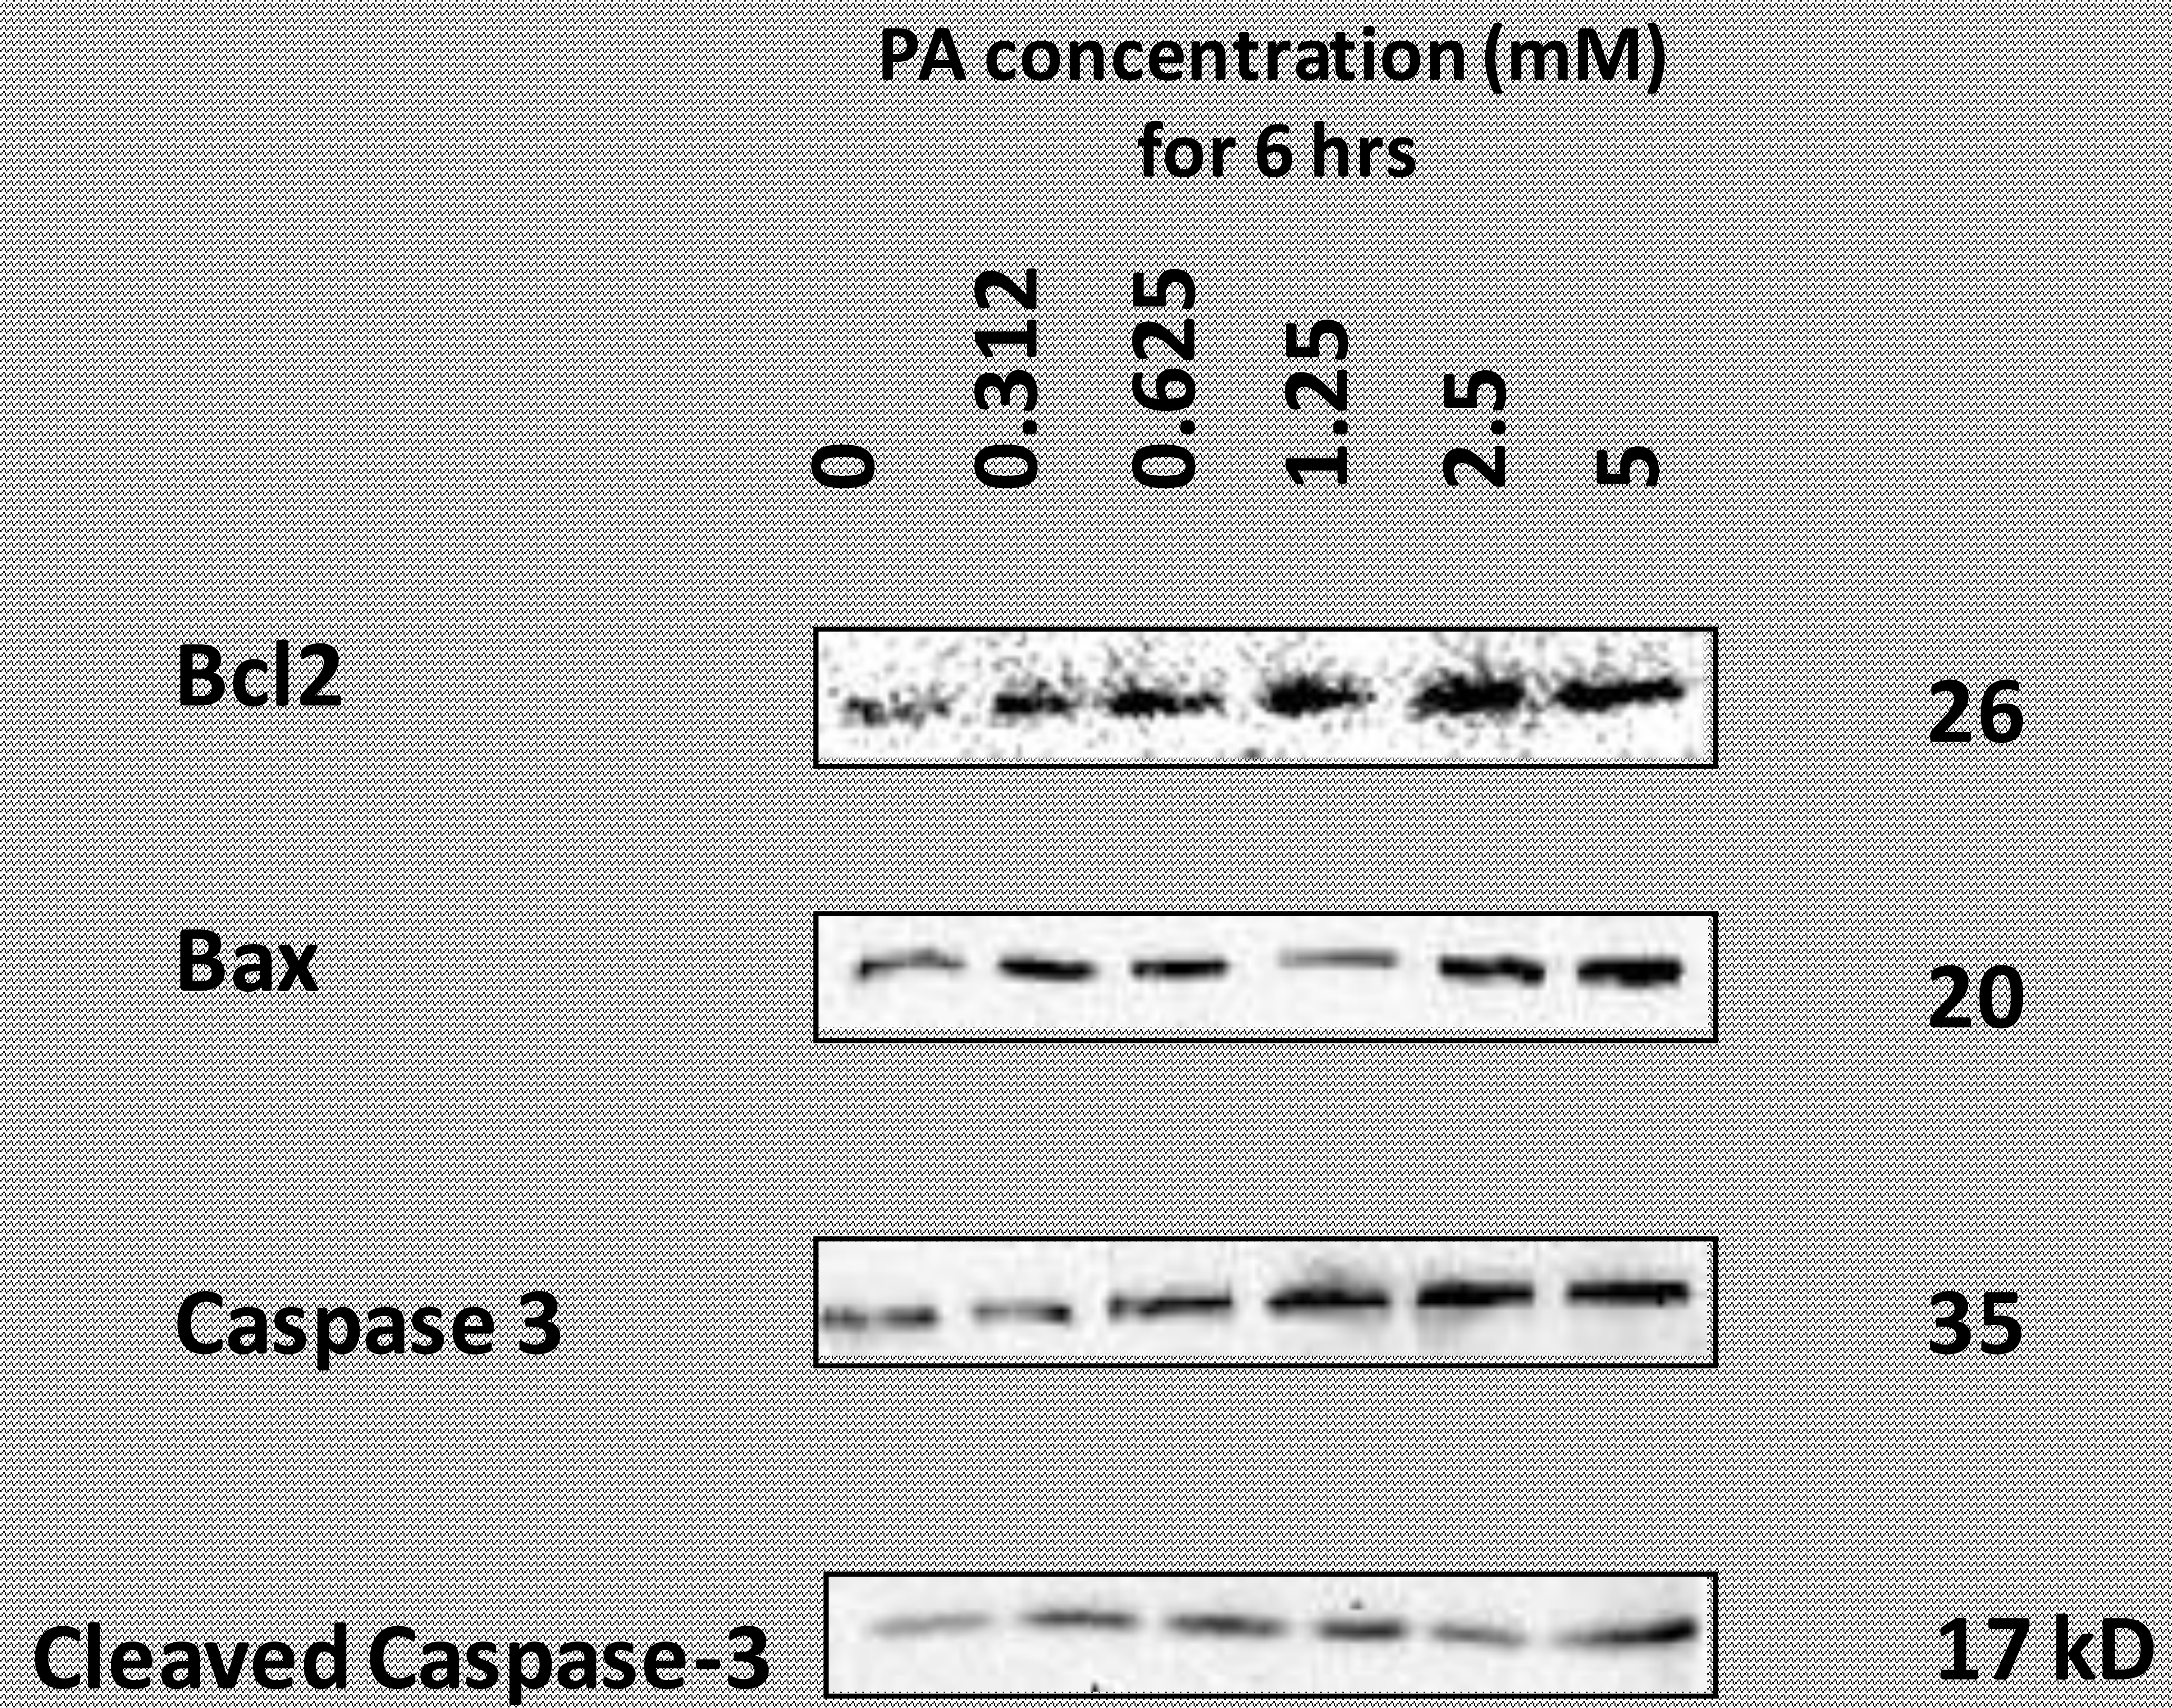 PA concentration (mM)
for 6 hrs
0 0.312 0.625 1.25 2.5 5
Bcl2 26
Bax 20
Caspase 3 35
Cleaved Caspase-3 17 kD